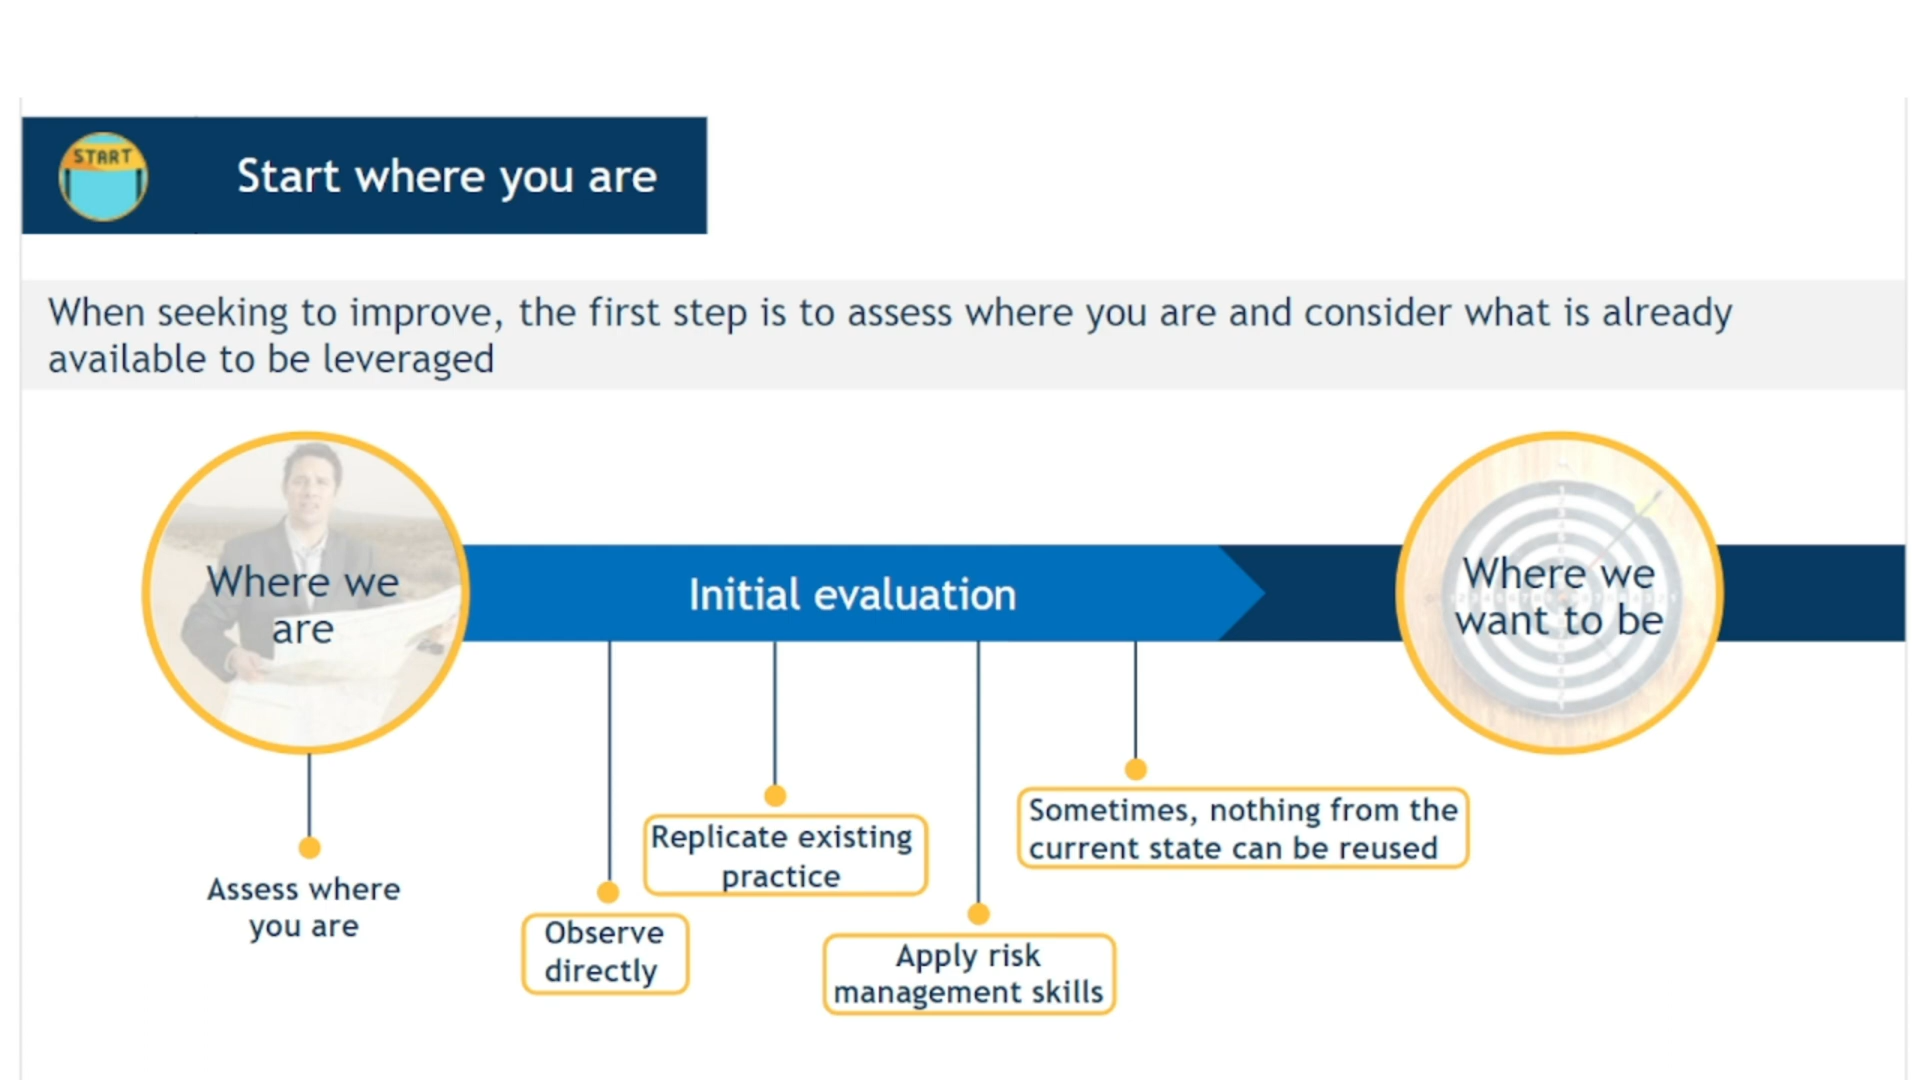 START
Start where you are
When seeking to improve, the first step is to assess where you are and consider what is already
available to be leveraged
Where we
are
Initial evaluation
Where we
want to be
Assess where
you are
Observe
directly
Replicate existing
practice
Apply risk
management skills
Sometimes, nothing from the
current state can be reused